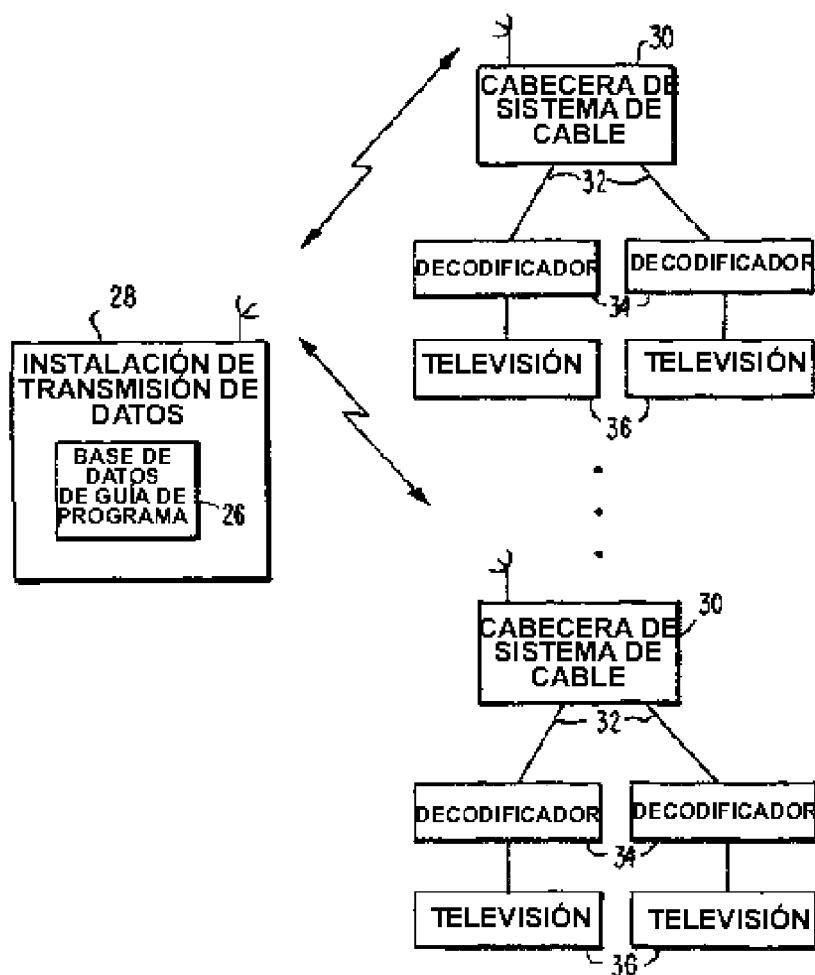 30
CABECERA DE
SISTEMA DE
CABLE
32
DECODIFICADOR
DECODIFICADOR
34
TELEVISIÓN
TELEVISIÓN
36
28
INSTALACIÓN DE
TRANSMISIÓN DE
DATOS
BASE DE
DATOS
DE GUÍA DE
PROGRAMA
26
30
CABECERA DE
SISTEMA DE
CABLE
32
DECODIFICADOR
DECODIFICADOR
34
TELEVISIÓN
TELEVISIÓN
36